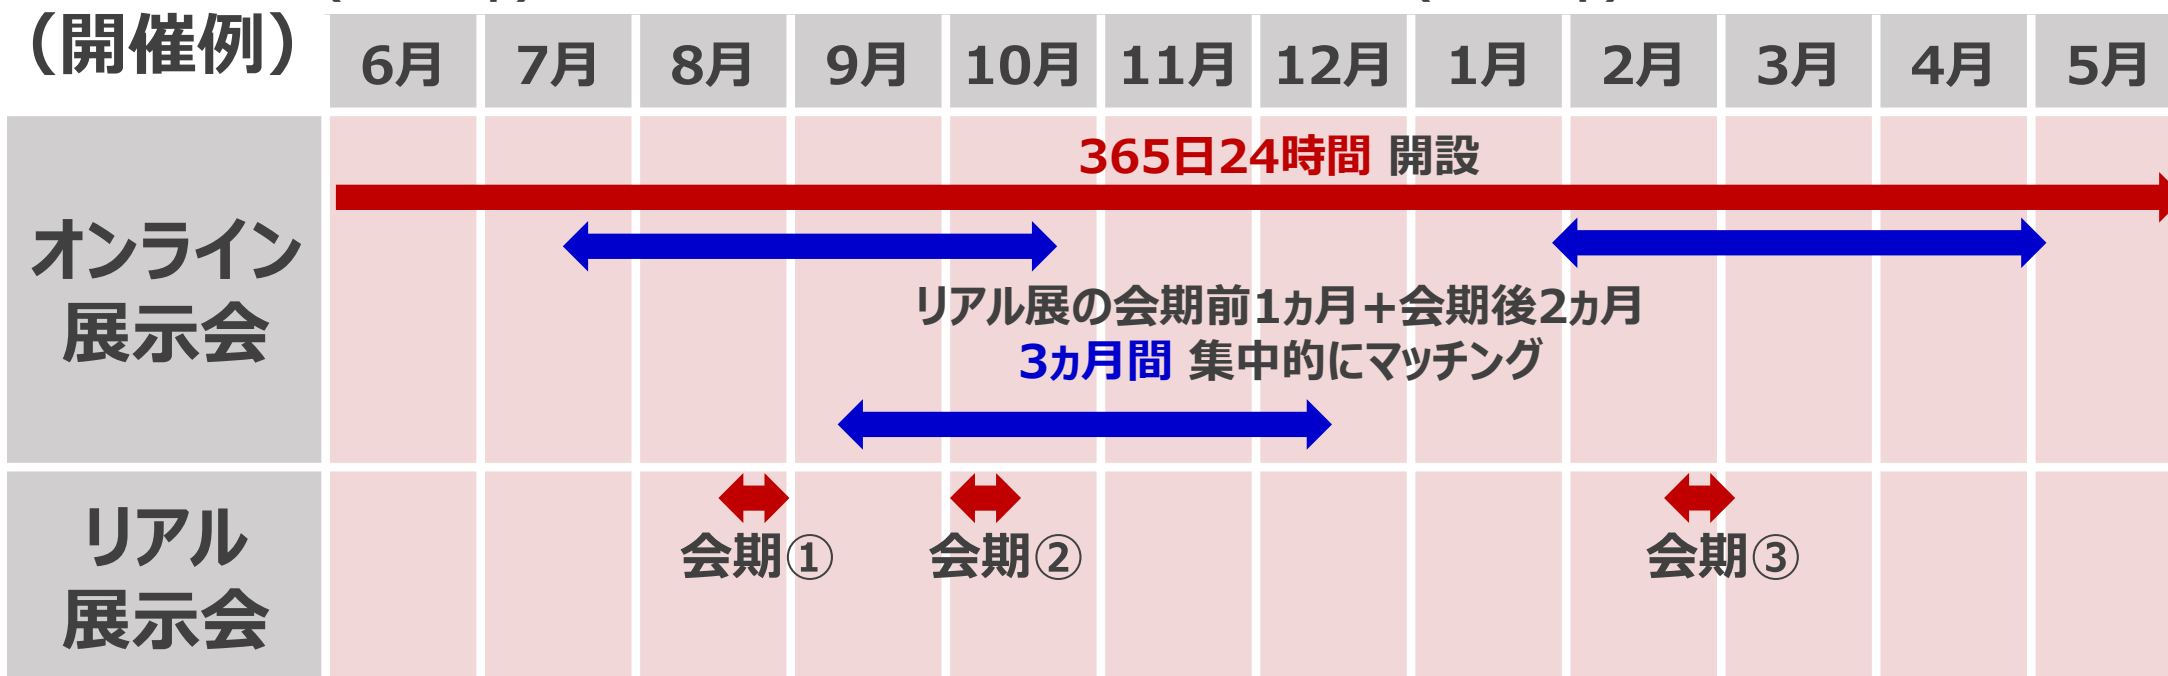 （開催例）
6月 7月 8月 9月 10月 11月 12月 1月 2月 3月 4月 5月
オンライン
展示会
365日24時間 開設
リアル展の会期前1ヵ月+会期後2ヵ月
3ヵ月間 集中的にマッチング
リアル
展示会
会期① 会期② 会期③